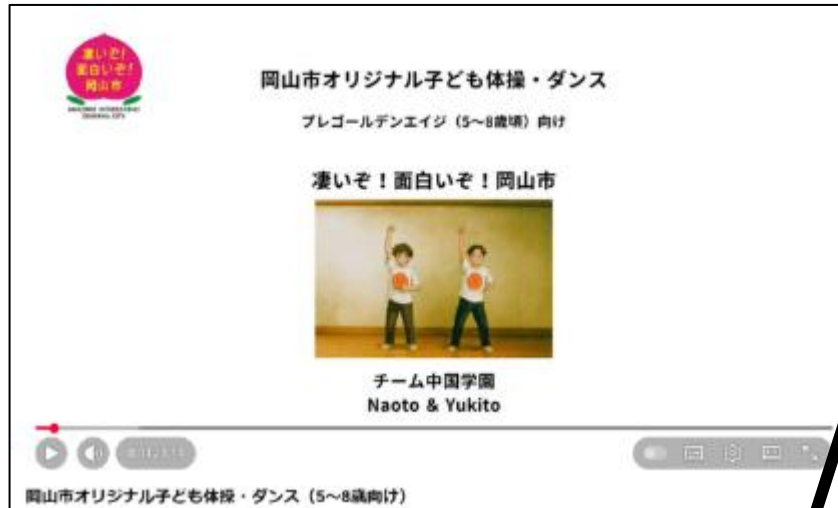 凄いぞ!
面白いぞ!
岡山市
岡山市オリジナル子ども体操・ダンス
プレゴールデンエイジ(5〜8歳頃)向け
凄いぞ!面白いぞ!岡山市
チーム中国学園
Naoto & Yukito
岡山市オリジナル子ども体操・ダンス(5〜8歳向け)